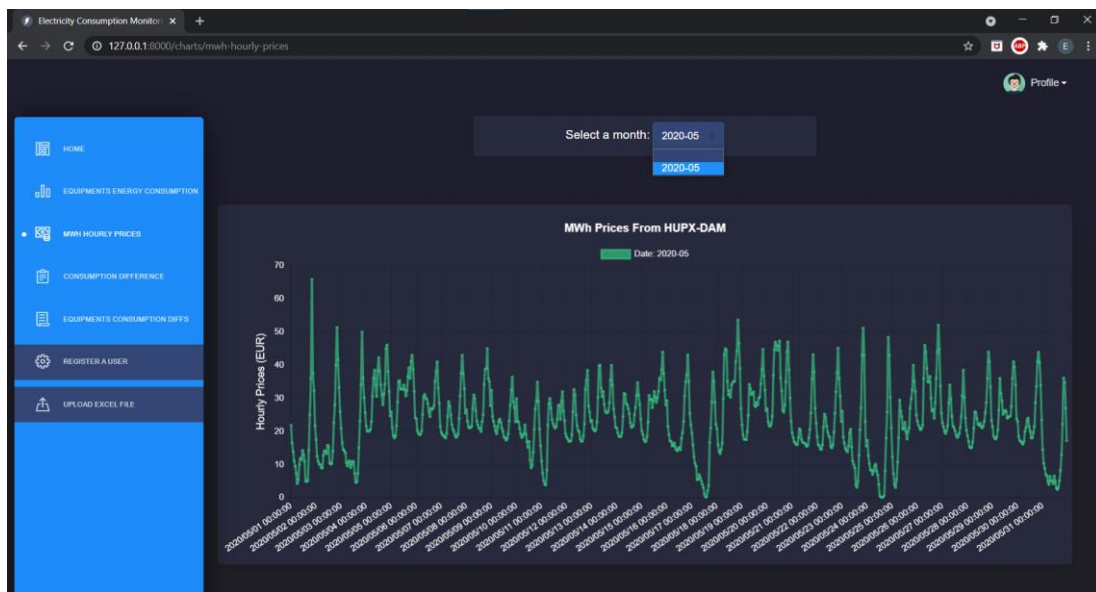 Electricity Consumption Monitori
127.0.0.1:8000/charts/mwh-hourly-prices
ABP
E
Profile
Select a month: 2020-05
2020-05
HOME
EQUIPMENTS ENERGY CONSUMPTION
MWH HOURLY PRICES
CONSUMPTION DIFFERENCE
EQUIPMENTS CONSUMPTION DIFFS
REGISTER A USER
UPLOAD EXCEL FILE
MWh Prices From HUPX-DAM
Date: 2020-05
Hourly Prices (EUR)
70
60
50
40
30
20
10
0
2020/05/01 00:00:00
2020/05/02 00:00:00
2020/05/03 00:00:00
2020/05/04 00:00:00
2020/05/05 00:00:00
2020/05/06 00:00:00
2020/05/07 00:00:00
2020/05/08 00:00:00
2020/05/09 00:00:00
2020/05/10 00:00:00
2020/05/11 00:00:00
2020/05/12 00:00:00
2020/05/13 00:00:00
2020/05/14 00:00:00
2020/05/15 00:00:00
2020/05/16 00:00:00
2020/05/17 00:00:00
2020/05/18 00:00:00
2020/05/19 00:00:00
2020/05/20 00:00:00
2020/05/21 00:00:00
2020/05/22 00:00:00
2020/05/23 00:00:00
2020/05/24 00:00:00
2020/05/25 00:00:00
2020/05/26 00:00:00
2020/05/27 00:00:00
2020/05/28 00:00:00
2020/05/29 00:00:00
2020/05/30 00:00:00
2020/05/31 00:00:00